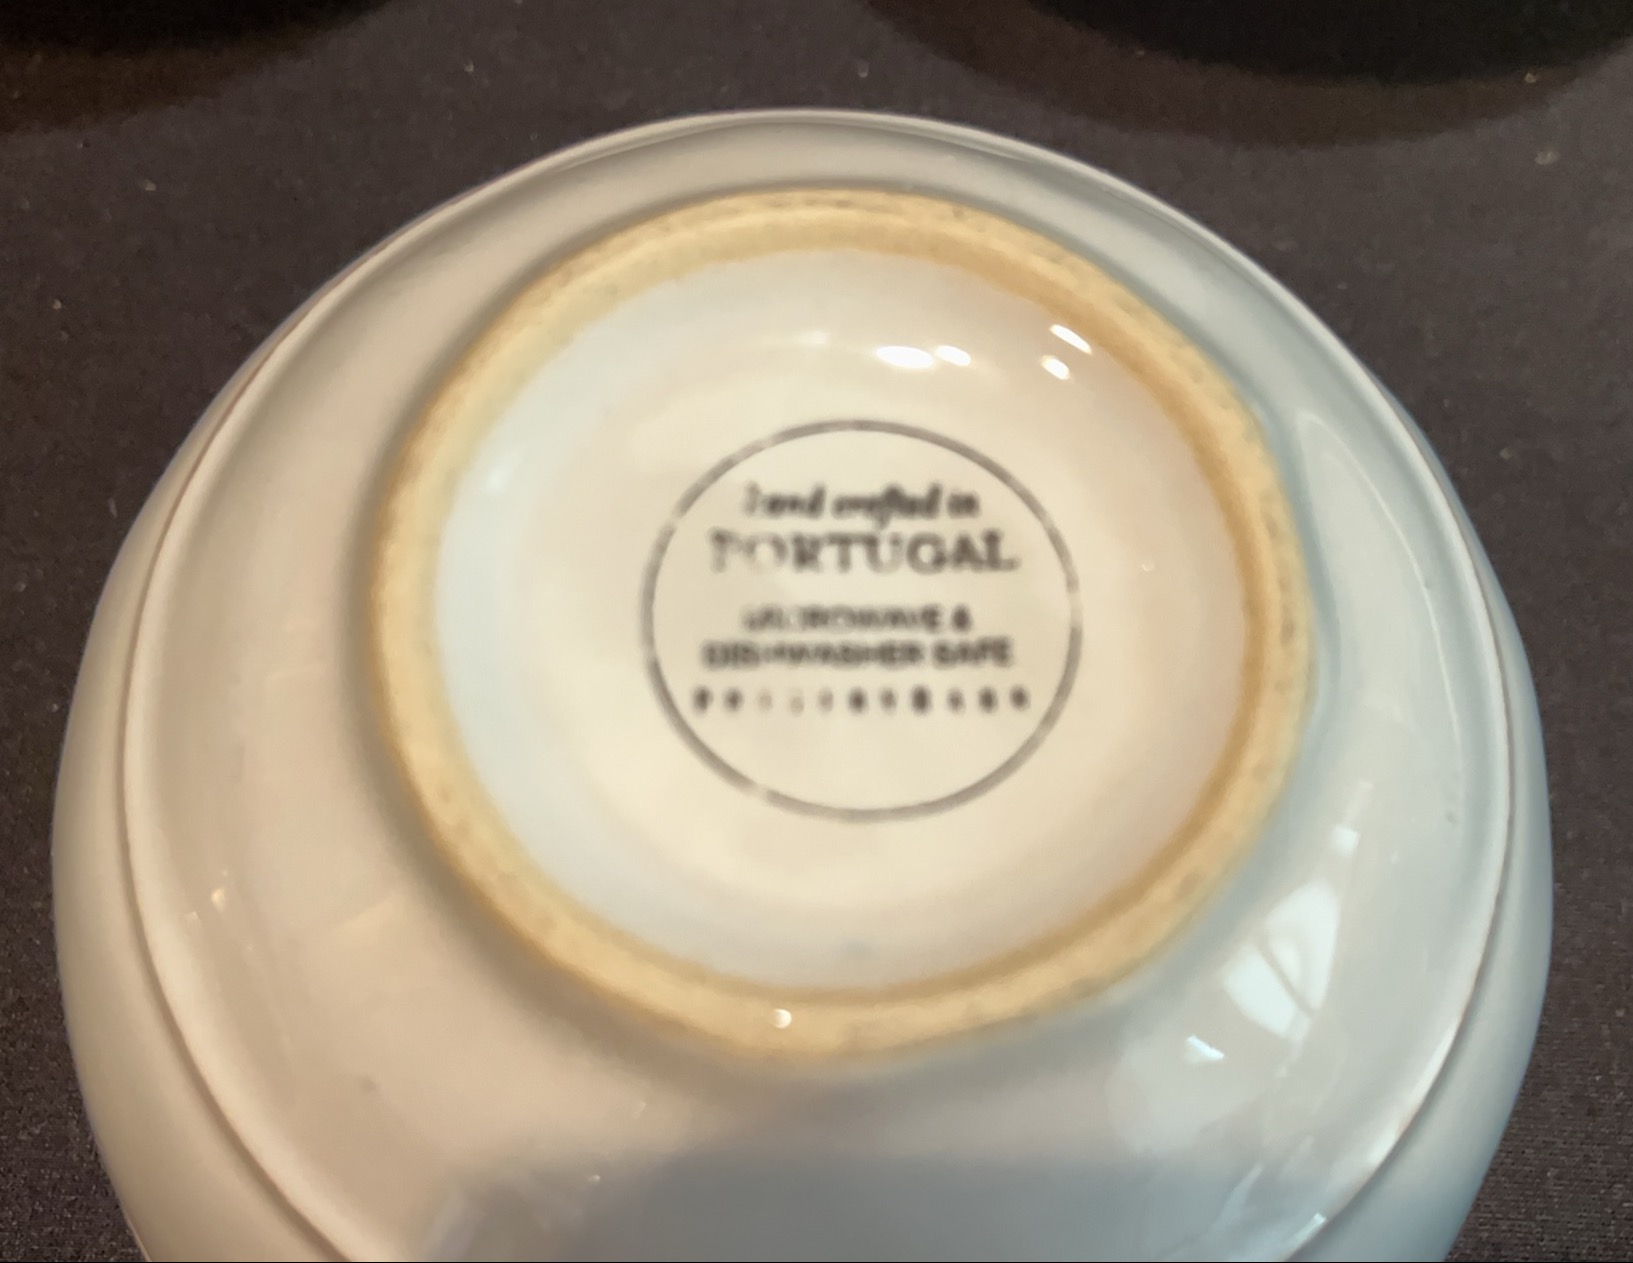 Hand crafted in
PORTUGAL
MICROWAVE &
DISHWASHER SAFE